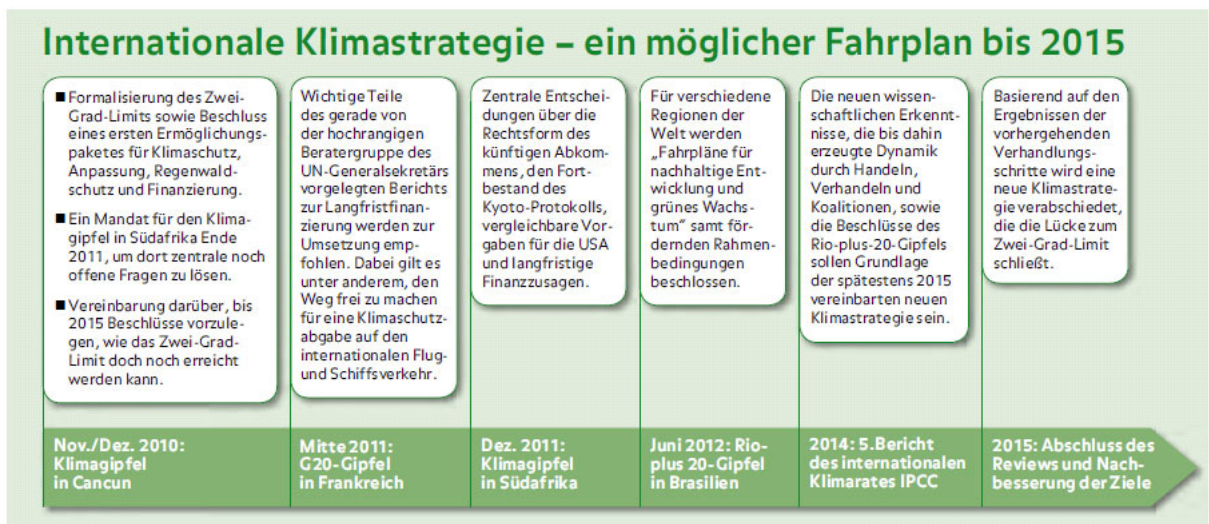 Internationale Klimastrategie – ein möglicher Fahrplan bis 2015
■ Formalisierung des Zwei-
Grad-Limits sowie Beschluss
eines ersten Ermöglichungs-
paketes für Klimaschutz,
Anpassung, Regenwald-
schutz und Finanzierung.
■ Ein Mandat für den Klima-
gipfel in Südafrika Ende
2011, um dort zentrale noch
offene Fragen zu lösen.
■ Vereinbarung darüber, bis
2015 Beschlüsse vorzule-
gen, wie das Zwei-Grad-
Limit doch noch erreicht
werden kann.
Nov./Dez. 2010:
Klimagipfel
in Cancun
Wichtige Teile
des gerade von
der hochrangigen
Beratergruppe des
UN-Generalsekretärs
vorgelegten Berichts
zur Langfristfinan-
zierung werden zur
Umsetzung emp-
fohlen. Dabei gilt es
unter anderem, den
Weg frei zu machen
für eine Klimaschutz-
abgabe auf den
internationalen Flug-
und Schiffsverkehr.
Mitte 2011:
G20-Gipfel
in Frankreich
Zentrale Entschei-
dungen über die
Rechtsform des
künftigen Abkom-
mens, den Fort-
bestand des
Kyoto-Protokolls,
vergleichbare Vor-
gaben für die USA
und langfristige
Finanzzusagen.
Dez. 2011:
Klimagipfel
in Südafrika
Für verschiedene
Regionen der
Welt werden
„Fahrpläne für
nachhaltige Ent-
wicklung und
grünes Wachs-
tum“ samt för-
dernden Rahmen-
bedingungen
beschlossen.
Juni 2012: Rio-
plus 20-Gipfel
in Brasilien
Die neuen wissen-
schaftlichen Erkennt-
nisse, die bis dahin
erzeugte Dynamik
durch Handeln,
Verhandeln und
Koalitionen, sowie
die Beschlüsse des
Rio-plus-20-Gipfels
sollen Grundlage
der spätestens 2015
vereinbarten neuen
Klimastrategie sein.
2014: 5.Bericht
des internationalen
Klimarates IPCC
Basierend auf den
Ergebnissen der
vorhergehenden
Verhandlungs-
schritte wird eine
neue Klimastrate-
gie verabschiedet,
die die Lücke zum
Zwei-Grad-Limit
schließt.
2015: Abschluss des
Reviews und Nach-
besserung der Ziele